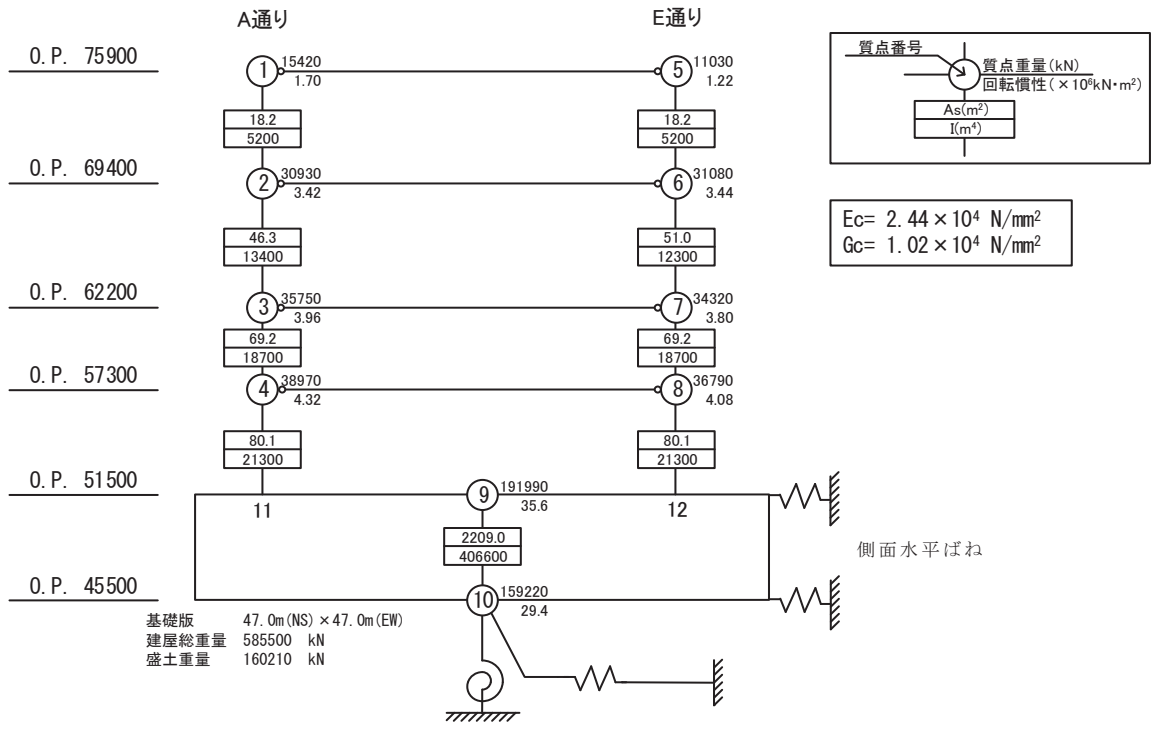 A通り
E通り
O.P. 75900
1
15420
1.70
5
11030
1.22
18.2
5200
18.2
5200
O.P. 69400
2
30930
3.42
6
31080
3.44
46.3
13400
51.0
12300
O.P. 62200
3
35750
3.96
7
34320
3.80
69.2
18700
69.2
18700
O.P. 57300
4
38970
4.32
8
36790
4.08
80.1
21300
80.1
21300
O.P. 51500
9
191990
35.6
11
12
2209.0
406600
側面水平ばね
O.P. 45500
10
159220
29.4
基礎版 47.0m(NS)×47.0m(EW)
建屋総重量 585500 kN
盛土重量 160210 kN
質点番号
質点重量(kN)
回転慣性(×10⁶kN・m²)
As(m²)
I(m⁴)
Ec= 2.44×10⁴ N/mm²
Gc= 1.02×10⁴ N/mm²